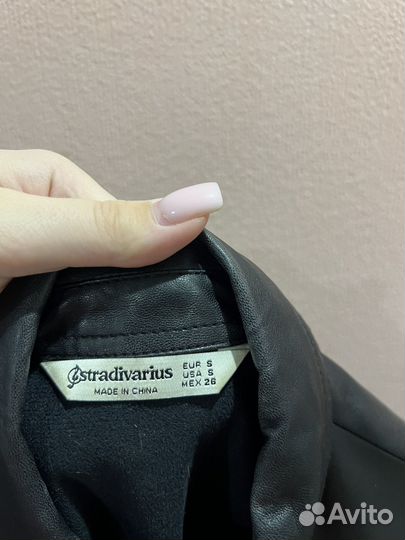 stradivarius
MADE IN CHINA
EUR S
USA S
MEX 26
Avito